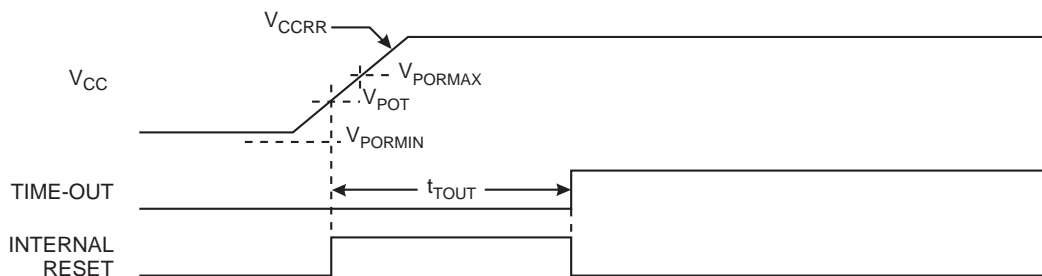 VCCRR
VCC
VPORMAX
VPOT
VPORMIN
TIME-OUT
tTOUT
INTERNAL
RESET